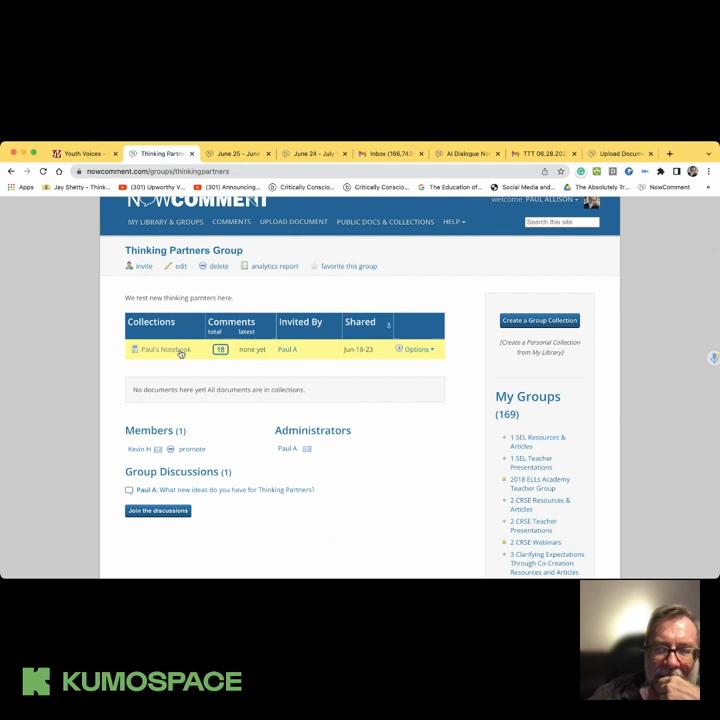 Youth Voices -
Thinking Partne
June 25 - June
June 24 - July
Inbox (166,743
AI Dialogue No
TTT 06.28.202
Upload Docum
nowcomment.com/groups/thinkingpartners
Apps
Jay Shetty - Think...
(301) Upworthy V...
(301) Announcing...
Critically Conscio...
Critically Conscio...
The Education of...
Social Media and...
The Absolutely Tr...
NowComment
NOWCOMMENT
welcome PAUL ALLISON
MY LIBRARY & GROUPS
COMMENTS
UPLOAD DOCUMENT
PUBLIC DOCS & COLLECTIONS
HELP
Search this site
Thinking Partners Group
invite
edit
delete
analytics report
favorite this group
We test new thinking parnters here.
Collections
Comments
total latest
Invited By
Shared
Paul's Notebook
18
none yet
Paul A
Jun-18-23
Options
No documents here yet! All documents are in collections.
Members (1)
Kevin H
promote
Administrators
Paul A
Group Discussions (1)
Paul A: What new ideas do you have for Thinking Partners?
Join the discussions
Create a Group Collection
(Create a Personal Collection
from My Library)
My Groups
(169)
1 SEL Resources &
Articles
1 SEL Teacher
Presentations
2018 ELLs Academy
Teacher Group
2 CRSE Resources &
Articles
2 CRSE Teacher
Presentations
2 CRSE Webinars
3 Clarifying Expectations
Through Co-Creation
Resources and Articles
KUMOSPACE